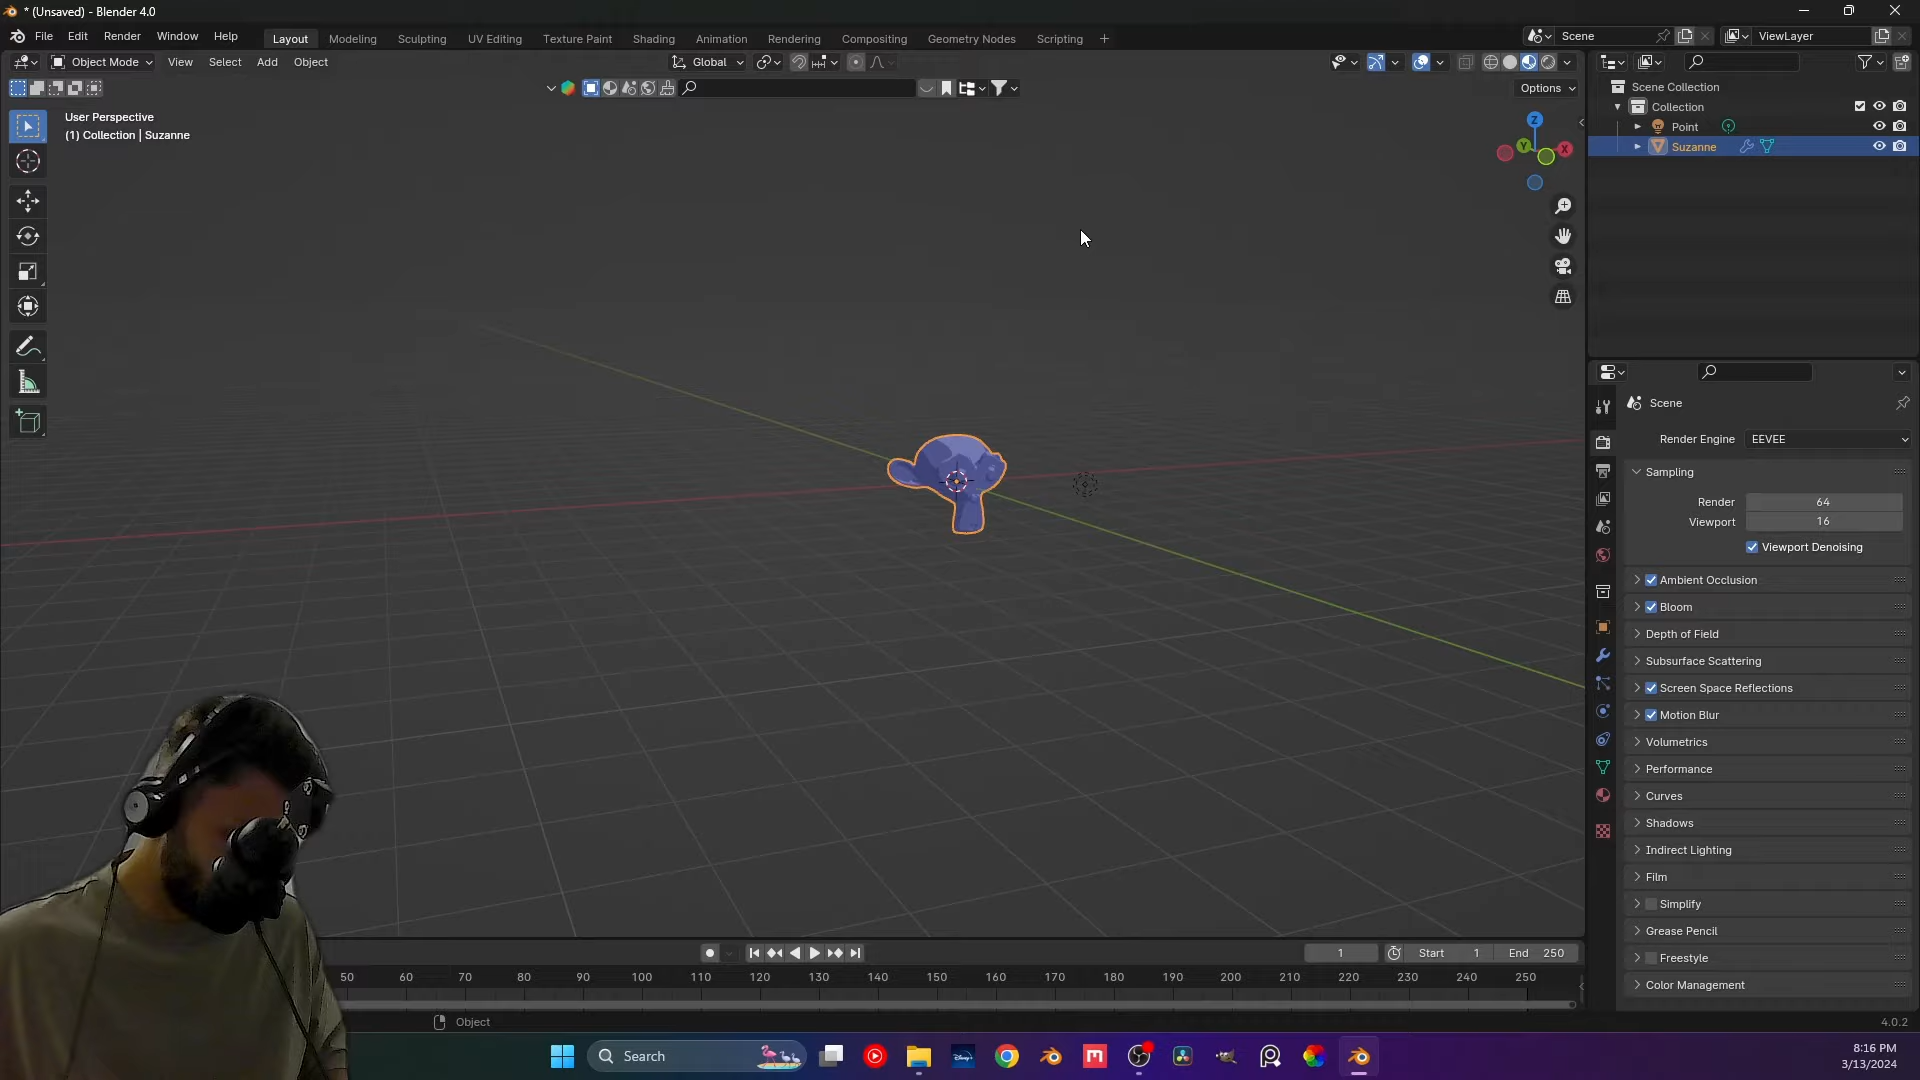 * (Unsaved) - Blender 4.0
File Edit Render Window Help Layout Modeling Sculpting UV Editing Texture Paint Shading Animation Rendering Compositing Geometry Nodes Scripting + Scene ViewLayer
Object Mode View Select Add Object Global
Options
User Perspective
(1) Collection | Suzanne
Z
Y
X
Scene Collection
Collection
Point
Suzanne
Scene
Render Engine EEVEE
Sampling
Render 64
Viewport 16
Viewport Denoising
Ambient Occlusion
Bloom
Depth of Field
Subsurface Scattering
Screen Space Reflections
Motion Blur
Volumetrics
Performance
Curves
Shadows
Indirect Lighting
Film
Simplify
Grease Pencil
Freestyle
Color Management
1 Start 1 End 250
50 60 70 80 90 100 110 120 130 140 150 160 170 180 190 200 210 220 230 240 250
Object
4.0.2
Search
8:16 PM
3/13/2024